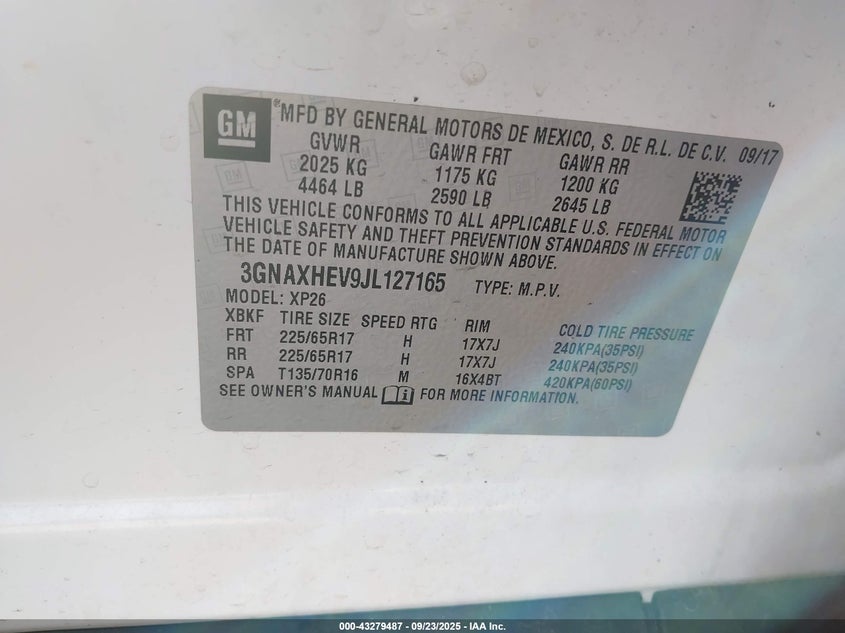 GM
®MFD BY GENERAL MOTORS DE MEXICO, S. DE R.L. DE C.V. 09/17
GVWR GAWR FRT GAWR RR
2025 KG 1175 KG 1200 KG
4464 LB 2590 LB 2645 LB
THIS VEHICLE CONFORMS TO ALL APPLICABLE U.S. FEDERAL MOTOR
VEHICLE SAFETY AND THEFT PREVENTION STANDARDS IN EFFECT ON
THE DATE OF MANUFACTURE SHOWN ABOVE.
3GNAXHEV9JL127165 TYPE: M.P.V.
MODEL: XP26
XBKF TIRE SIZE SPEED RTG RIM COLD TIRE PRESSURE
FRT 225/65R17 H 17X7J 240KPA(35PSI)
RR 225/65R17 H 17X7J 240KPA(35PSI)
SPA T135/70R16 M 16X4BT 420KPA(60PSI)
SEE OWNER'S MANUAL FOR MORE INFORMATION.
000-43279487 - 09/23/2025 - IAA Inc.